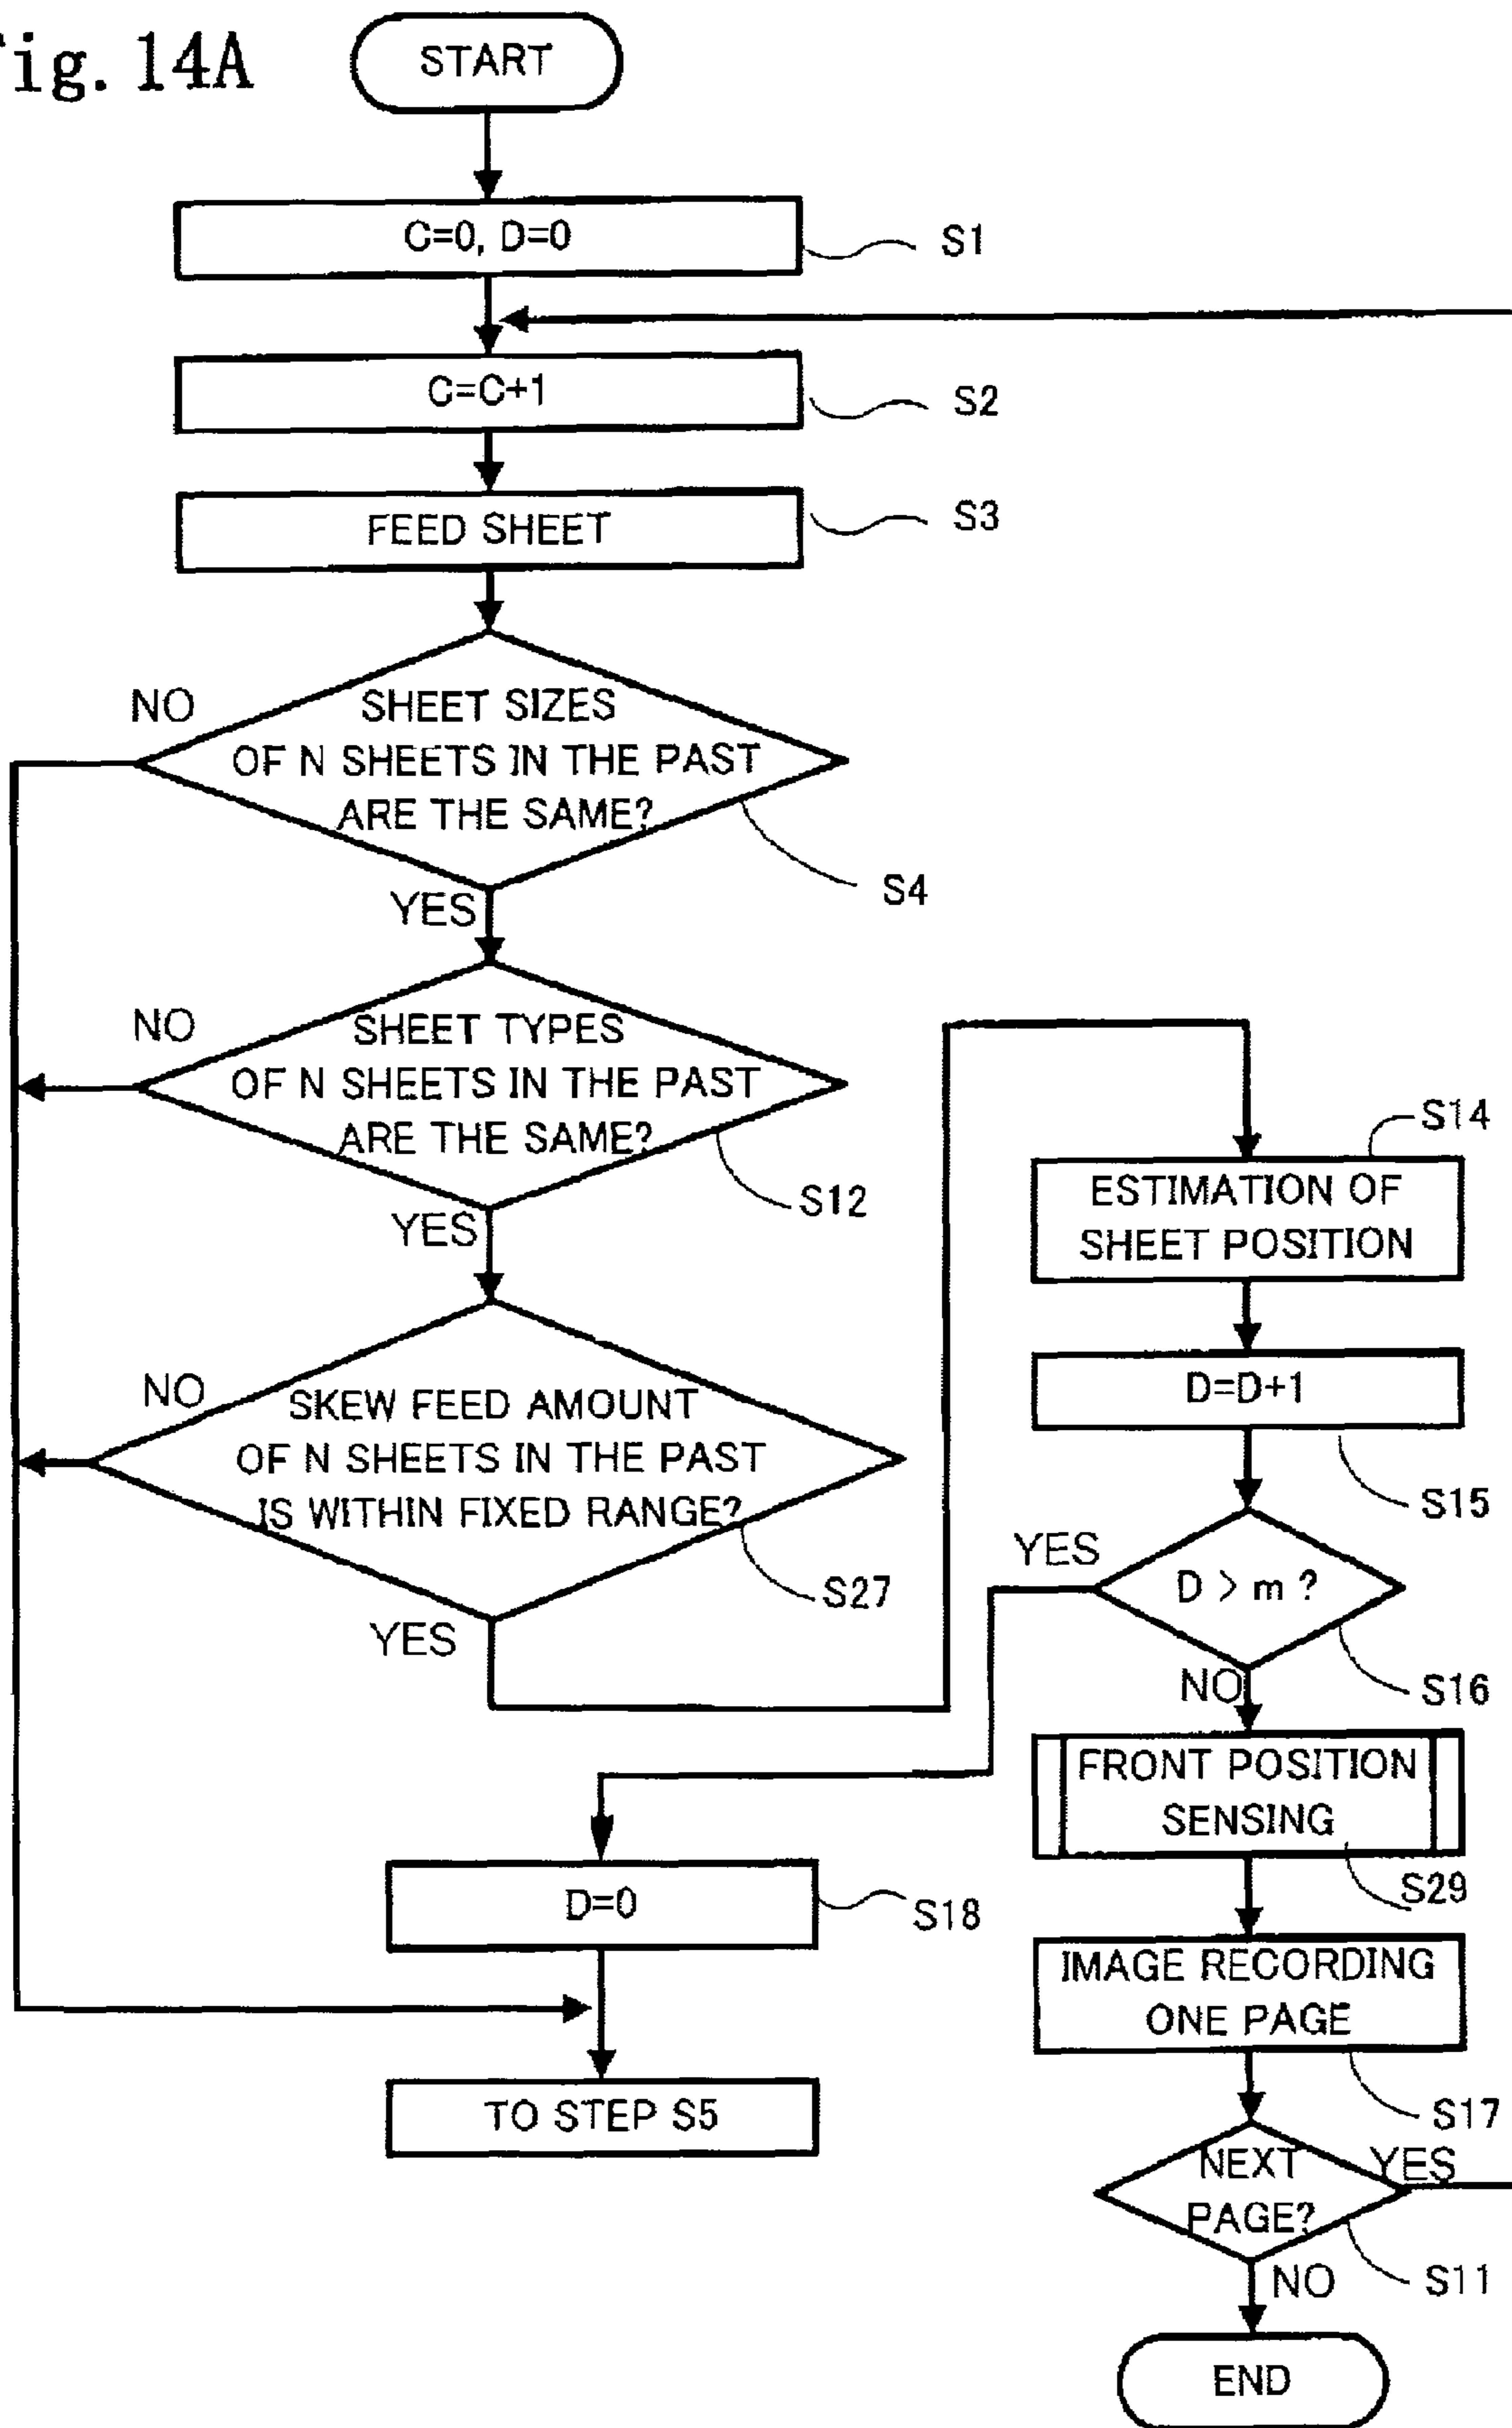 Fig. 14A
START
C=0, D=0
S1
C=C+1
S2
FEED SHEET
S3
NO
SHEET SIZES
OF N SHEETS IN THE PAST
ARE THE SAME?
S4
YES
NO
SHEET TYPES
OF N SHEETS IN THE PAST
ARE THE SAME?
S12
YES
NO
SKEW FEED AMOUNT
OF N SHEETS IN THE PAST
IS WITHIN FIXED RANGE?
S27
YES
S14
ESTIMATION OF
SHEET POSITION
D=D+1
S15
YES
D > m ?
NO
S16
FRONT POSITION
SENSING
S29
D=0
S18
IMAGE RECORDING
ONE PAGE
S17
TO STEP S5
NEXT
PAGE?
YES
S11
NO
END